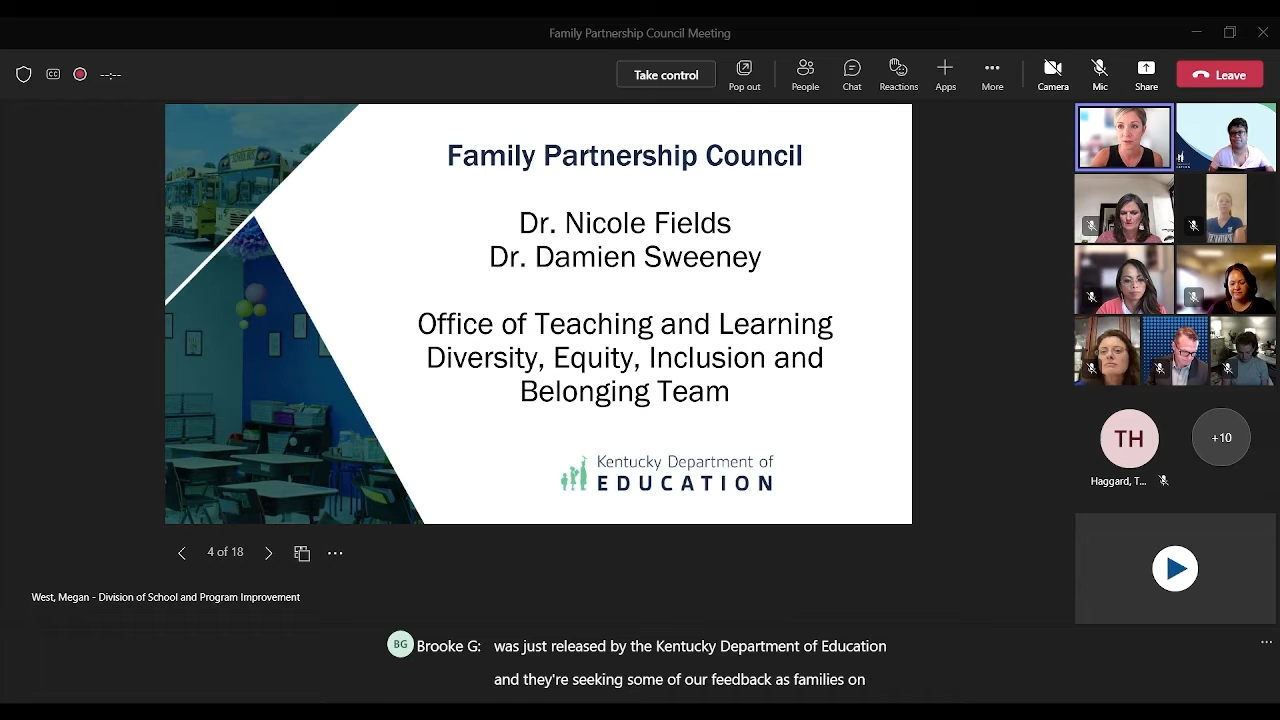 Family Partnership Council Meeting
CC
--:--
Take control
Pop out
People
Chat
Reactions
Apps
More
Camera
Mic
Share
Leave
SCHOOL BUS
Family Partnership Council
Dr. Nicole Fields
Dr. Damien Sweeney
Office of Teaching and Learning
Diversity, Equity, Inclusion and
Belonging Team
Kentucky Department of
EDUCATION
TH
+10
Haggard, T...
4 of 18
West, Megan - Division of School and Program Improvement
BG
Brooke G: was just released by the Kentucky Department of Education
and they're seeking some of our feedback as families on